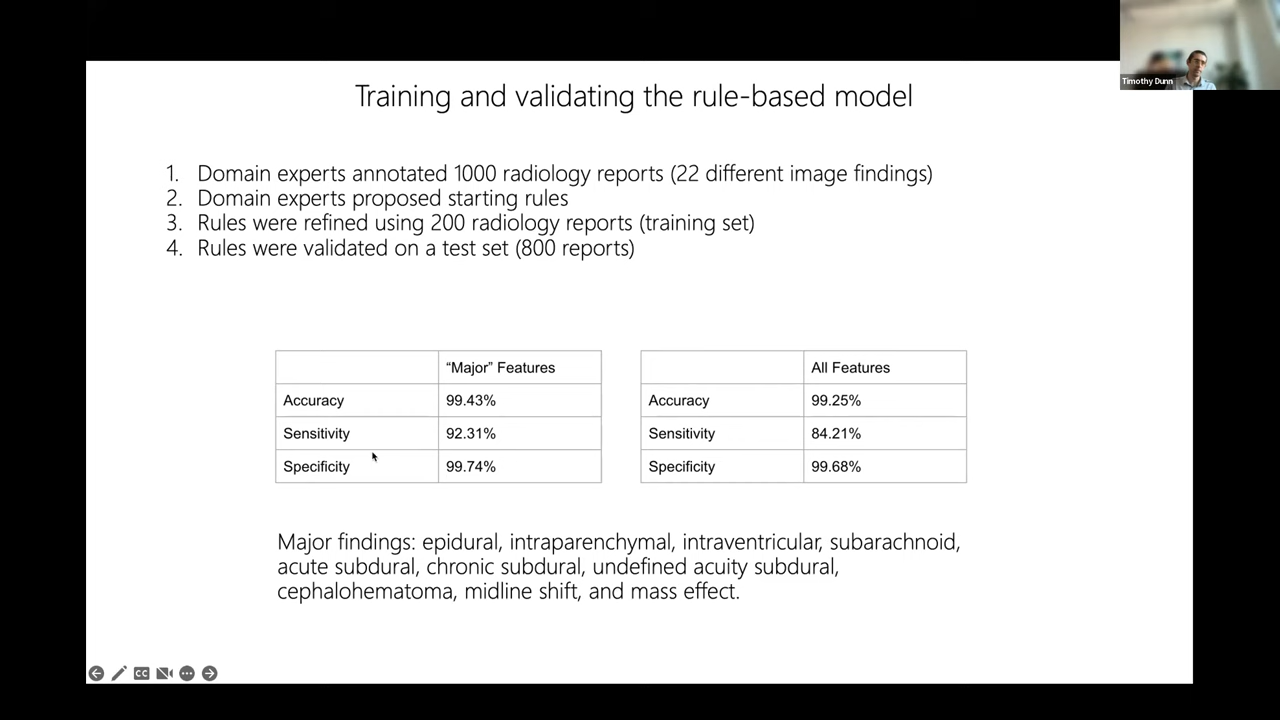 Timothy Dunn
Training and validating the rule-based model
1. Domain experts annotated 1000 radiology reports (22 different image findings)
2. Domain experts proposed starting rules
3. Rules were refined using 200 radiology reports (training set)
4. Rules were validated on a test set (800 reports)
“Major” Features
Accuracy 99.43%
Sensitivity 92.31%
Specificity 99.74%
All Features
Accuracy 99.25%
Sensitivity 84.21%
Specificity 99.68%
Major findings: epidural, intraparenchymal, intraventricular, subarachnoid,
acute subdural, chronic subdural, undefined acuity subdural,
cephalohematoma, midline shift, and mass effect.
CC